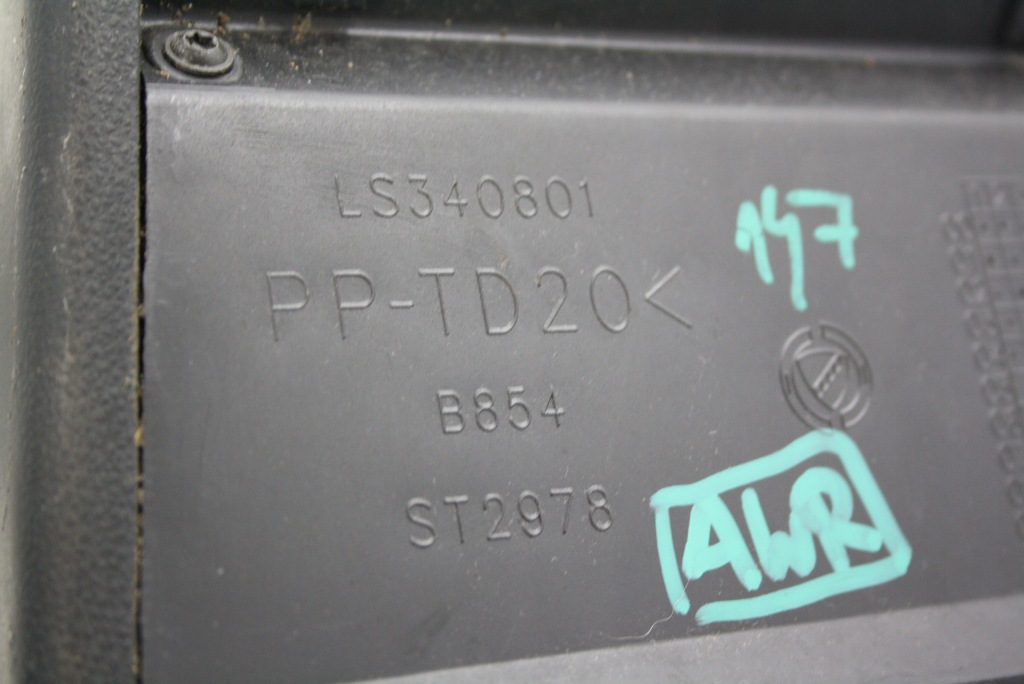 LS340801
147
PP-TD20<
B854
ST2978
AWR